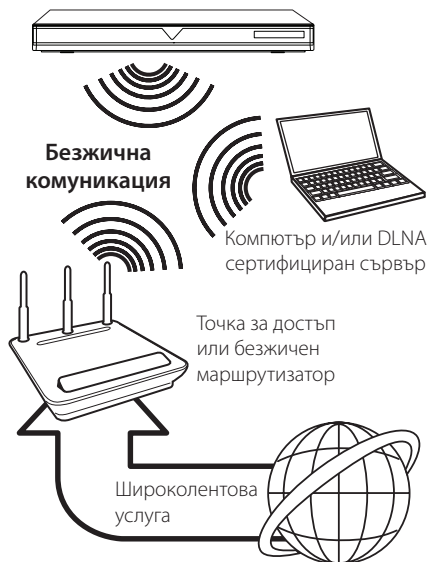 Безжична
комуникация
Компютър и/или DLNA
сертифициран сървър
Точка за достъп
или безжичен
маршрутизатор
Широколентова
услуга